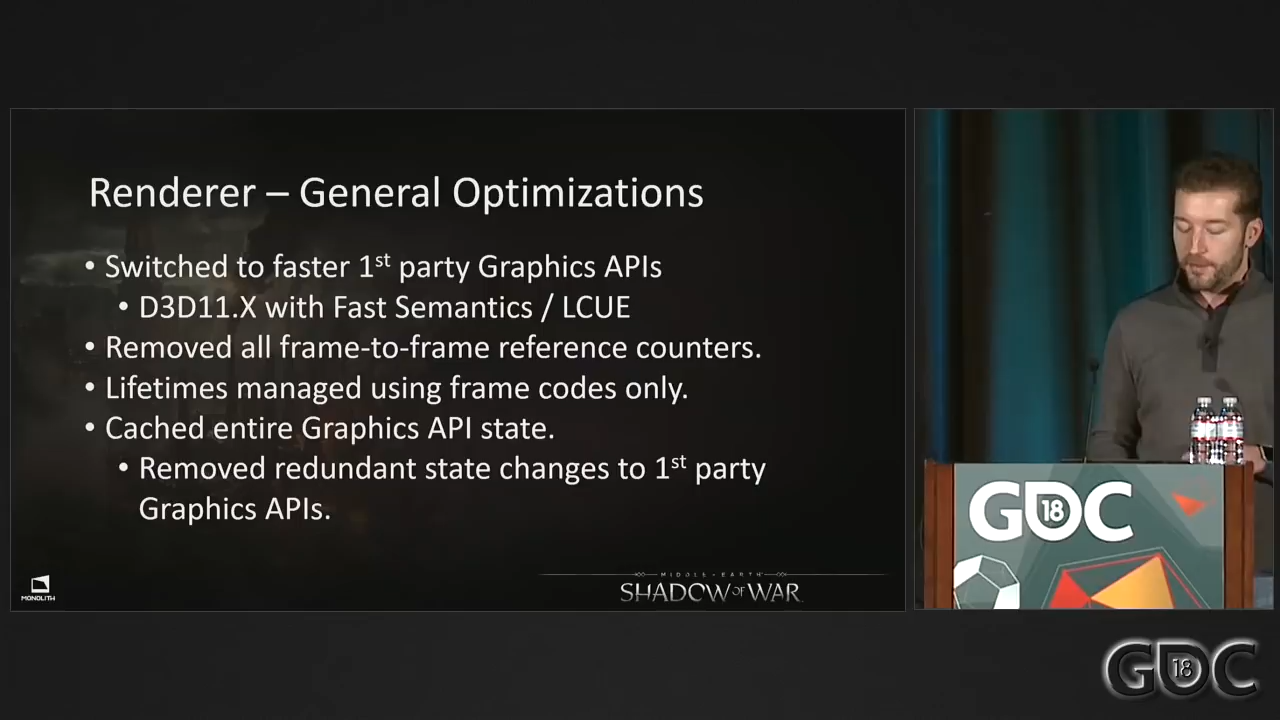 Renderer – General Optimizations
• Switched to faster 1st party Graphics APIs
• D3D11.X with Fast Semantics / LCUE
• Removed all frame-to-frame reference counters.
• Lifetimes managed using frame codes only.
• Cached entire Graphics API state.
• Removed redundant state changes to 1st party
Graphics APIs.
MONOLITH
MIDDLE-EARTH
SHADOW OF WAR
GDC 18
GDC 18